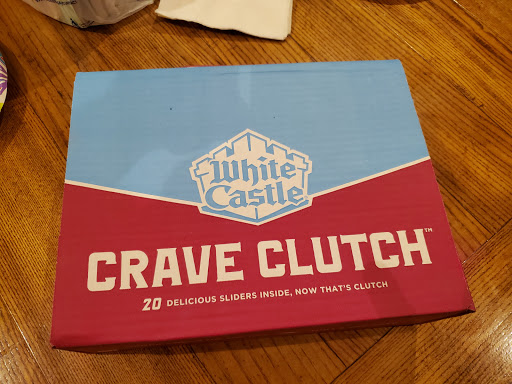 White
Castle
CRAVE CLUTCH™
20 DELICIOUS SLIDERS INSIDE, NOW THAT'S CLUTCH